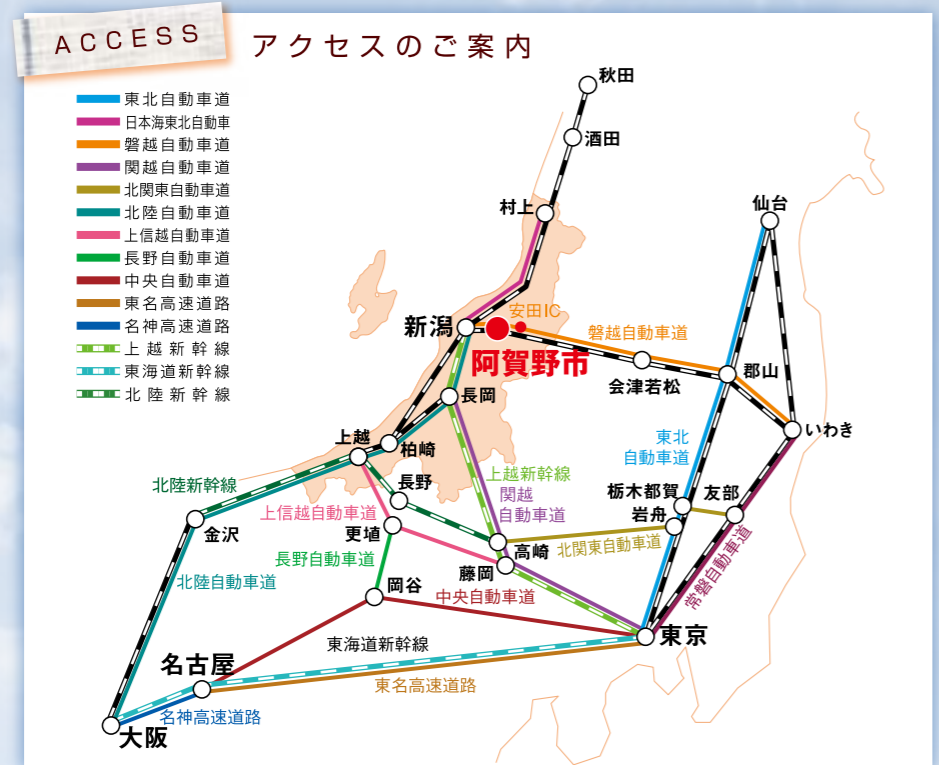 ACCESS
アクセスのご案内
東北自動車道
日本海東北自動車
磐越自動車道
関越自動車道
北関東自動車道
北陸自動車道
上信越自動車道
長野自動車道
中央自動車道
東名高速道路
名神高速道路
上越新幹線
東海道新幹線
北陸新幹線
秋田
酒田
村上
仙台
安田IC
新潟
磐越自動車道
阿賀野市
会津若松
郡山
長岡
いわき
上越
柏崎
東北
自動車道
長野
上越新幹線
関越
自動車道
北陸新幹線
栃木都賀
友部
岩舟
上信越自動車道
金沢
更埴
高崎
北関東自動車道
長野自動車道
藤岡
常磐自動車道
北陸自動車道
岡谷
中央自動車道
東京
東海道新幹線
名古屋
東名高速道路
名神高速道路
大阪